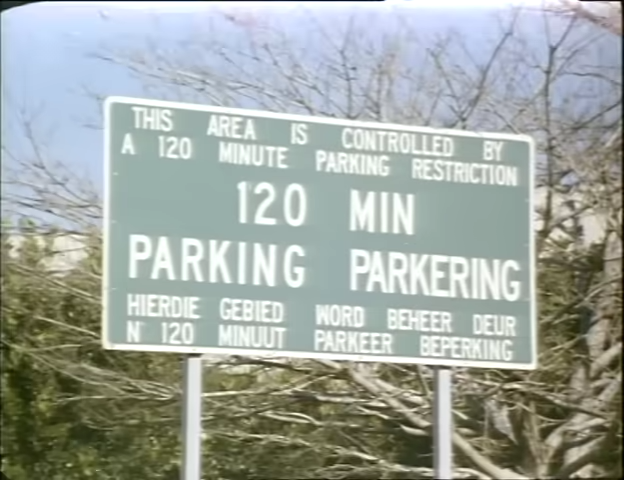 THIS AREA IS CONTROLLED BY
A 120 MINUTE PARKING RESTRICTION
120 MIN
PARKING PARKERING
HIERDIE GEBIED WORD BEHEER DEUR
N 120 MINUUT PARKEER BEPERKING